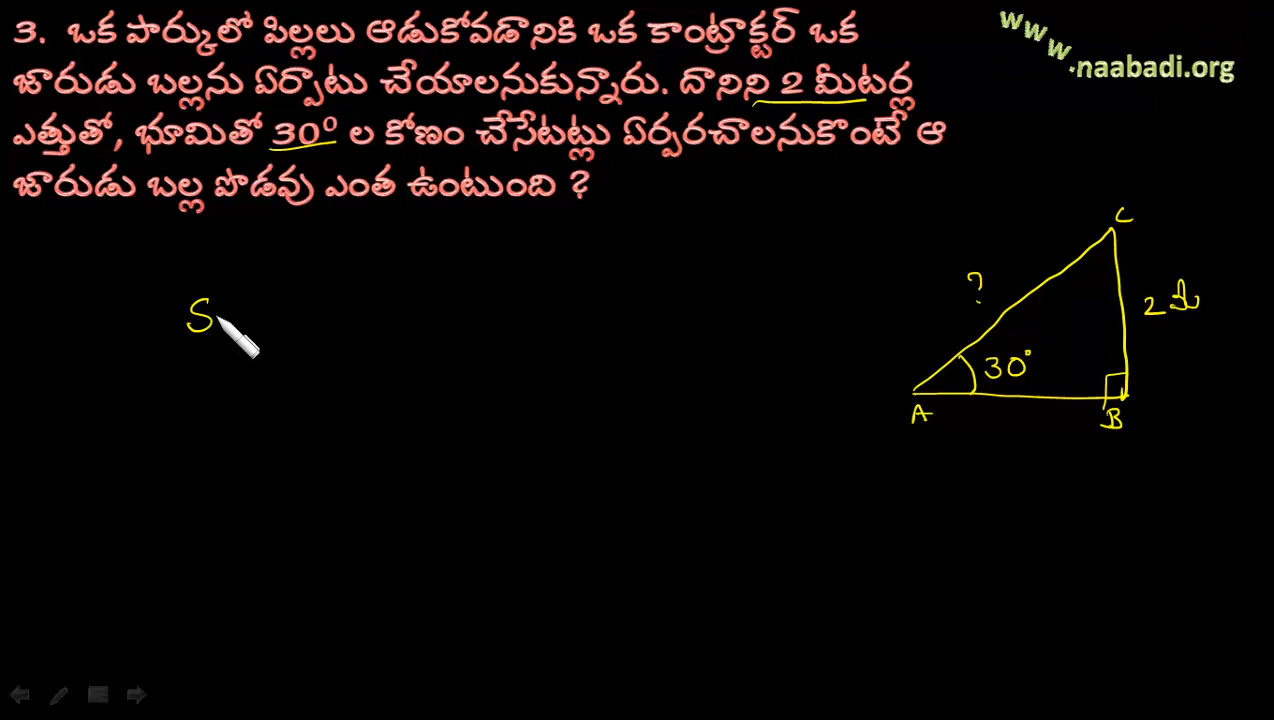 3. ఒక పార్కులో పిల్లలు ఆడుకోవడానికి ఒక కాంట్రాక్టర్ ఒక
జారుడు బల్లను ఏర్పాటు చేయాలనుకున్నారు. దానిని 2 మీటర్ల
ఎత్తుతో, భూమితో 30⁰ ల కోణం చేసేటట్లు ఏర్పరచాలనుకొంటే ఆ
జారుడు బల్ల పొడవు ఎంత ఉంటుంది ?
www.naabadi.org
C
?
2 మీ
S
30°
A
B